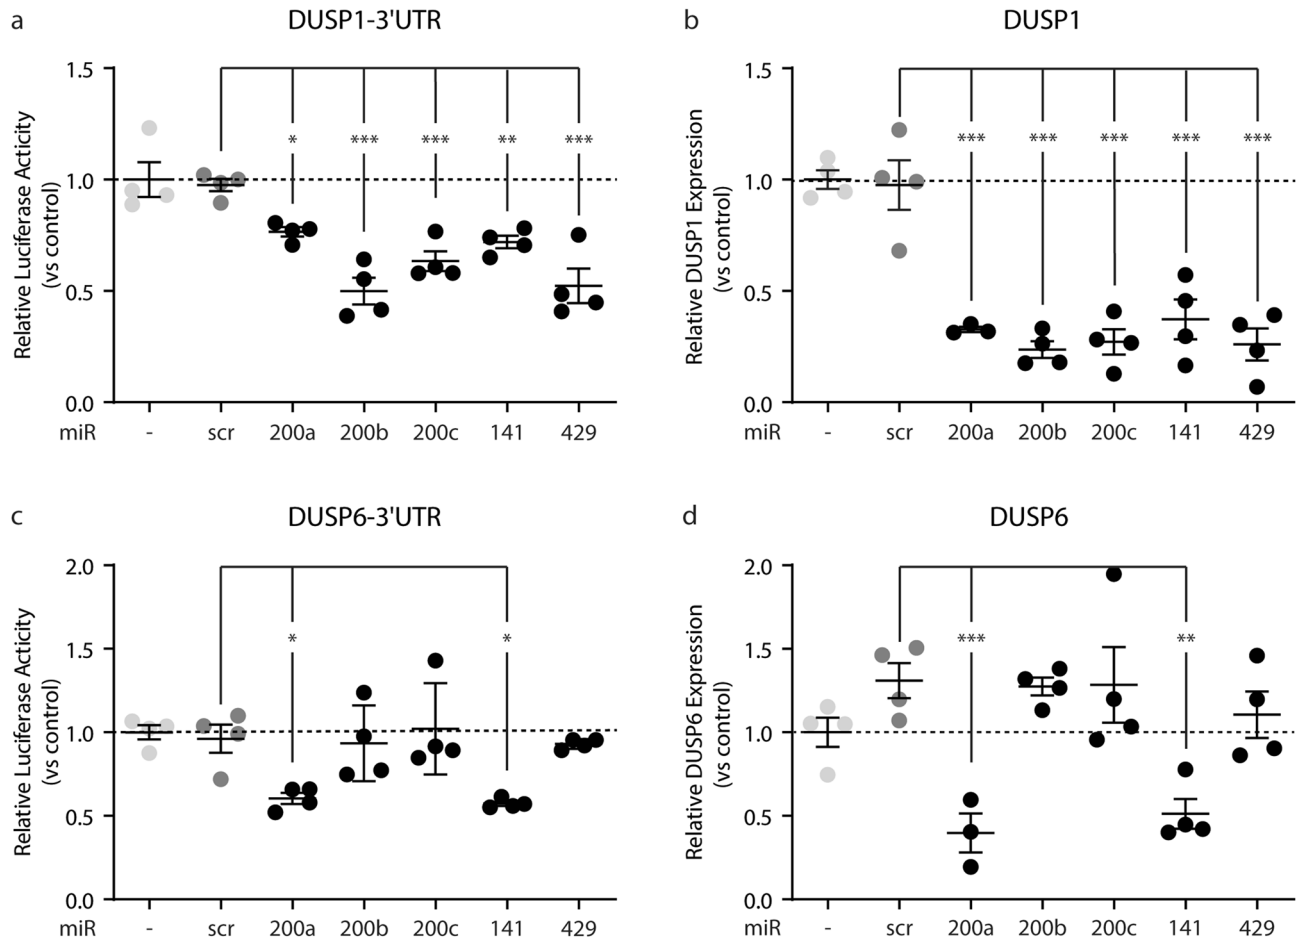 a
DUSP1-3'UTR
Relative Luciferase Activity
(vs control)
1.5
1.0
0.5
0.0
* *** *** ** ***
miR - scr 200a 200b 200c 141 429
b
DUSP1
Relative DUSP1 Expression
(vs control)
1.5
1.0
0.5
0.0
*** *** *** *** ***
miR - scr 200a 200b 200c 141 429
c
DUSP6-3'UTR
Relative Luciferase Activity
(vs control)
2.0
1.5
1.0
0.5
0.0
* *
miR - scr 200a 200b 200c 141 429
d
DUSP6
Relative DUSP6 Expression
(vs control)
2.0
1.5
1.0
0.5
0.0
*** **
miR - scr 200a 200b 200c 141 429